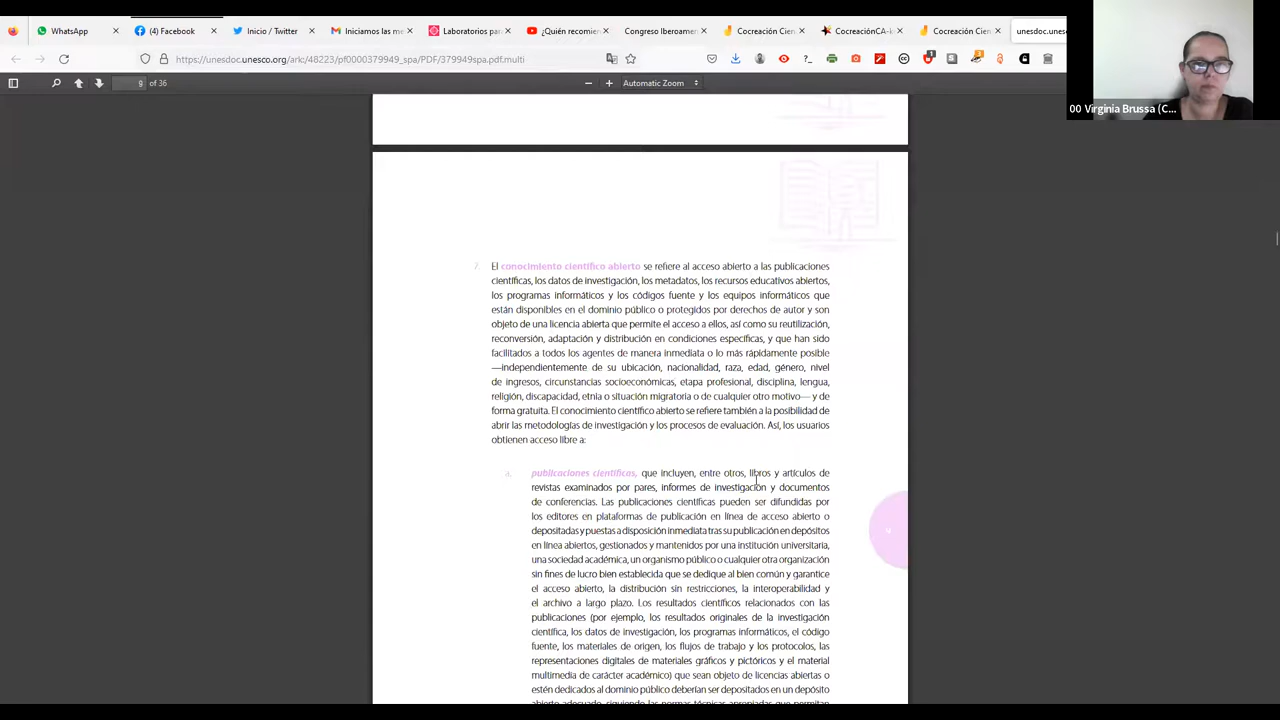 WhatsApp
(4) Facebook
Inicio / Twitter
Iniciamos las me
Laboratorios para
¿Quién recomien
Congreso Iberoamer
Cocreación Cien
CocreaciónCA-k
Cocreación Cien
unesdoc.unes
https://unesdoc.unesco.org/ark:/48223/pf0000379949_spa/PDF/379949spa.pdf.multi
9 of 36
Automatic Zoom
00 Virginia Brussa (C...
7. El conocimiento científico abierto se refiere al acceso abierto a las publicaciones
científicas, los datos de investigación, los metadatos, los recursos educativos abiertos,
los programas informáticos y los códigos fuente y los equipos informáticos que
están disponibles en el dominio público o protegidos por derechos de autor y son
objeto de una licencia abierta que permite el acceso a ellos, así como su reutilización,
reconversión, adaptación y distribución en condiciones específicas, y que han sido
facilitados a todos los agentes de manera inmediata o lo más rápidamente posible
—independientemente de su ubicación, nacionalidad, raza, edad, género, nivel
de ingresos, circunstancias socioeconómicas, etapa profesional, disciplina, lengua,
religión, discapacidad, etnia o situación migratoria o de cualquier otro motivo— y de
forma gratuita. El conocimiento científico abierto se refiere también a la posibilidad de
abrir las metodologías de investigación y los procesos de evaluación. Así, los usuarios
obtienen acceso libre a:
a. publicaciones científicas, que incluyen, entre otros, libros y artículos de
revistas examinados por pares, informes de investigación y documentos
de conferencias. Las publicaciones científicas pueden ser difundidas por
los editores en plataformas de publicación en línea de acceso abierto o
depositadas y puestas a disposición inmediata tras su publicación en depósitos
en línea abiertos, gestionados y mantenidos por una institución universitaria,
una sociedad académica, un organismo público o cualquier otra organización
sin fines de lucro bien establecida que se dedique al bien común y garantice
el acceso abierto, la distribución sin restricciones, la interoperabilidad y
el archivo a largo plazo. Los resultados científicos relacionados con las
publicaciones (por ejemplo, los resultados originales de la investigación
científica, los datos de investigación, los programas informáticos, el código
fuente, los materiales de origen, los flujos de trabajo y los protocolos, las
representaciones digitales de materiales gráficos y pictóricos y el material
multimedia de carácter académico) que sean objeto de licencias abiertas o
estén dedicados al dominio público deberían ser depositados en un depósito
abierto adecuado, siguiendo las normas técnicas apropiadas que permitan
9